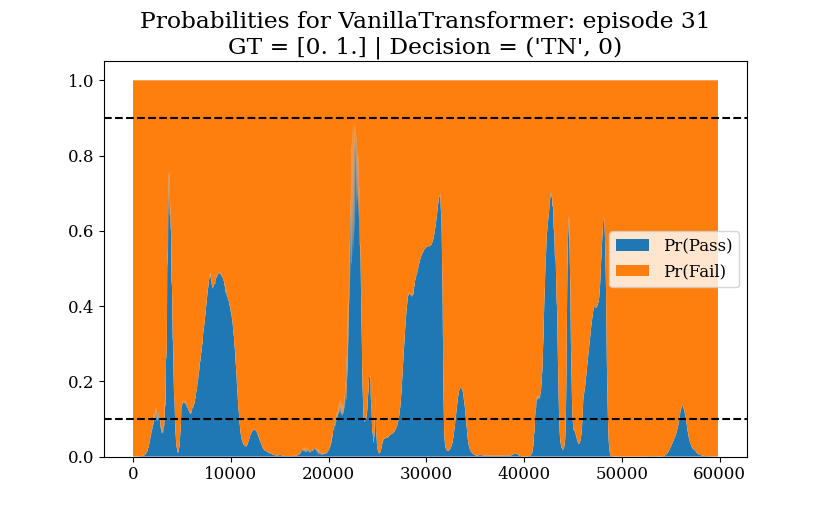 Probabilities for VanillaTransformer: episode 31
GT = [0. 1.] | Decision = ('TN', 0)
1.0
0.8
0.6
0.4
0.2
0.0
Pr(Pass)
Pr(Fail)
0 10000 20000 30000 40000 50000 60000